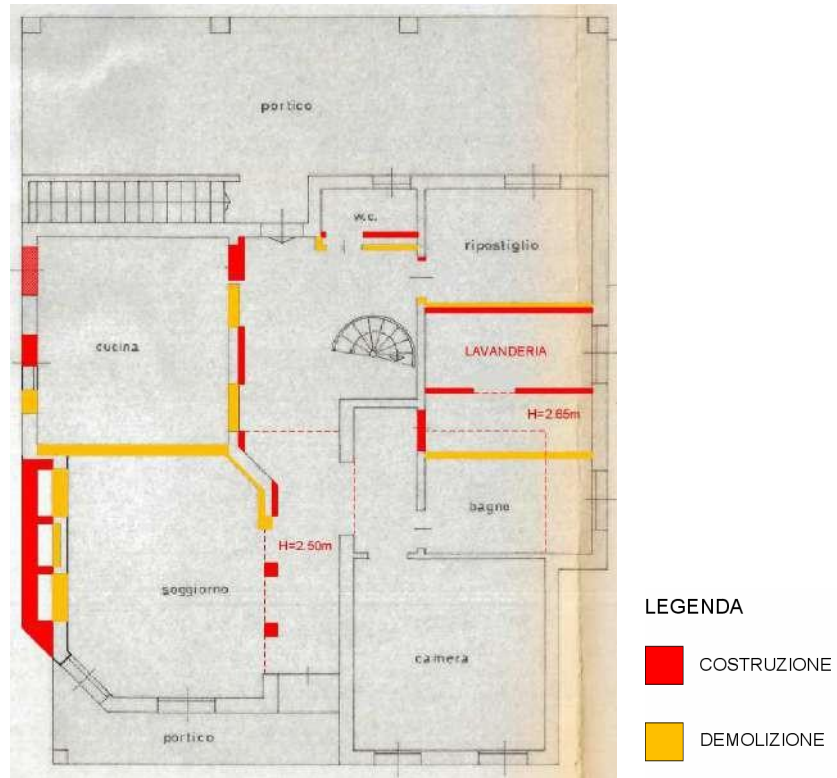 portico
w.c.
ripostiglio
cucina
LAVANDERIA
H=2.65m
bagno
H=2.50m
soggiorno
camera
portico
LEGENDA
COSTRUZIONE
DEMOLIZIONE